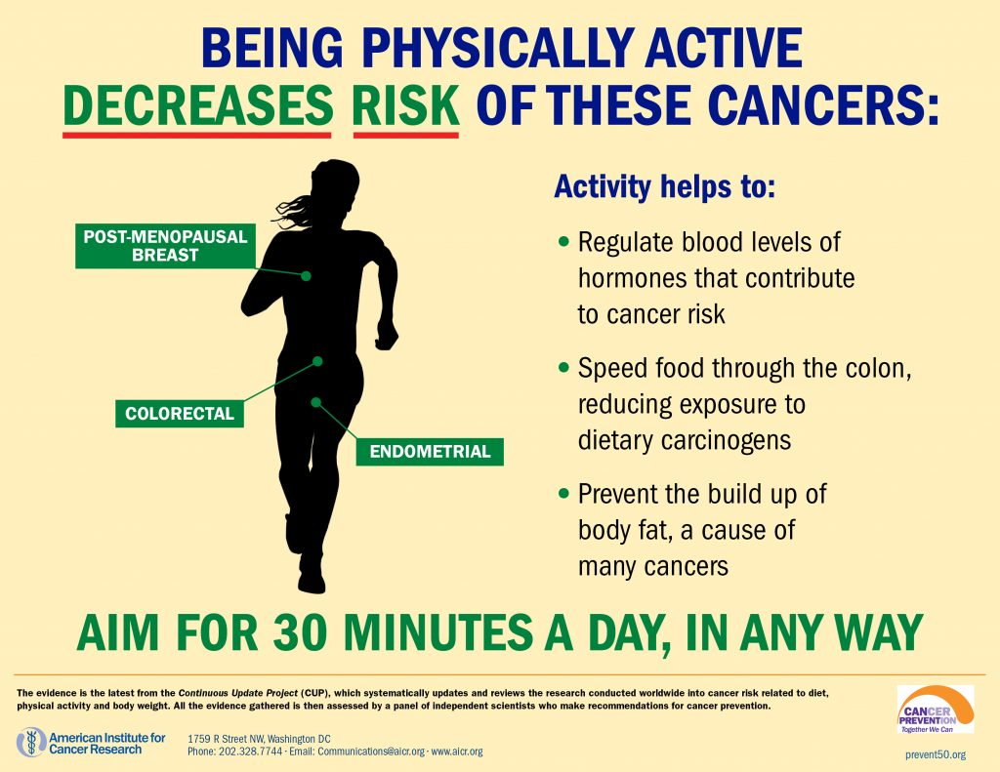 BEING PHYSICALLY ACTIVE
DECREASES RISK OF THESE CANCERS:
POST-MENOPAUSAL
BREAST
COLORECTAL
ENDOMETRIAL
Activity helps to:
• Regulate blood levels of
hormones that contribute
to cancer risk
• Speed food through the colon,
reducing exposure to
dietary carcinogens
• Prevent the build up of
body fat, a cause of
many cancers
AIM FOR 30 MINUTES A DAY, IN ANY WAY
The evidence is the latest from the Continuous Update Project (CUP), which systematically updates and reviews the research conducted worldwide into cancer risk related to diet,
physical activity and body weight. All the evidence gathered is then assessed by a panel of independent scientists who make recommendations for cancer prevention.
American Institute for
Cancer Research
1759 R Street NW, Washington DC
Phone: 202.328.7744 · Email: Communications@aicr.org · www.aicr.org
CANCER
PREVENTION
Together We Can
prevent50.org